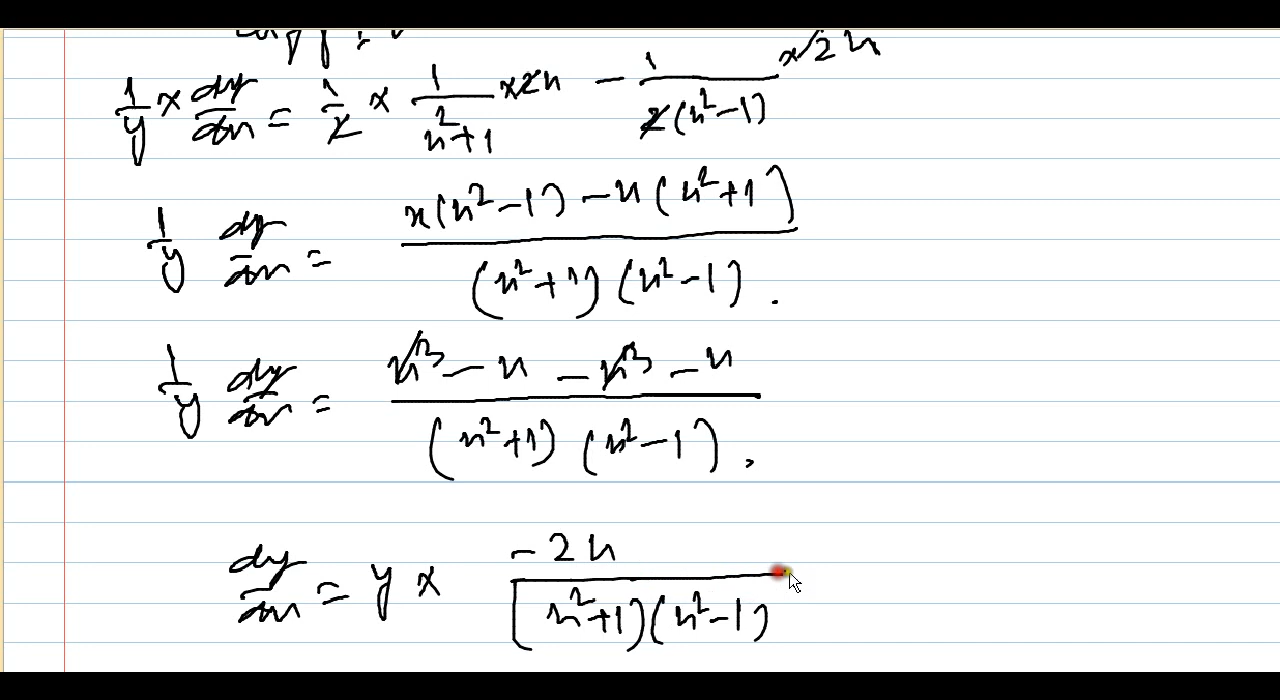 1/y × dy/dx = 1/2 × 1/(x²+1) × 2x − 1/(2(x²−1)) × 2x
1/y dy/dx = (x(x²−1) − x(x²+1)) / ((x²+1)(x²−1)).
1/y dy/dx = (x³ − x − x³ − x) / ((x²+1)(x²−1)),
dy/dx = y × −2x / ((x²+1)(x²−1)